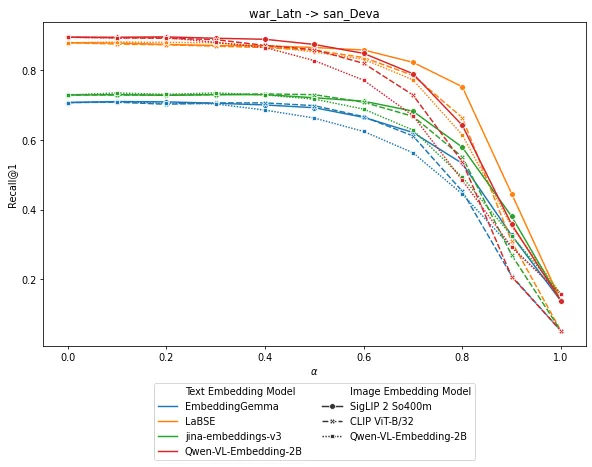 war_Latn -> san_Deva
Recall@1
0.8
0.6
0.4
0.2
0.0 0.2 0.4 0.6 0.8 1.0
α
Text Embedding Model Image Embedding Model
EmbeddingGemma SigLIP 2 So400m
LaBSE CLIP ViT-B/32
jina-embeddings-v3 Qwen-VL-Embedding-2B
Qwen-VL-Embedding-2B